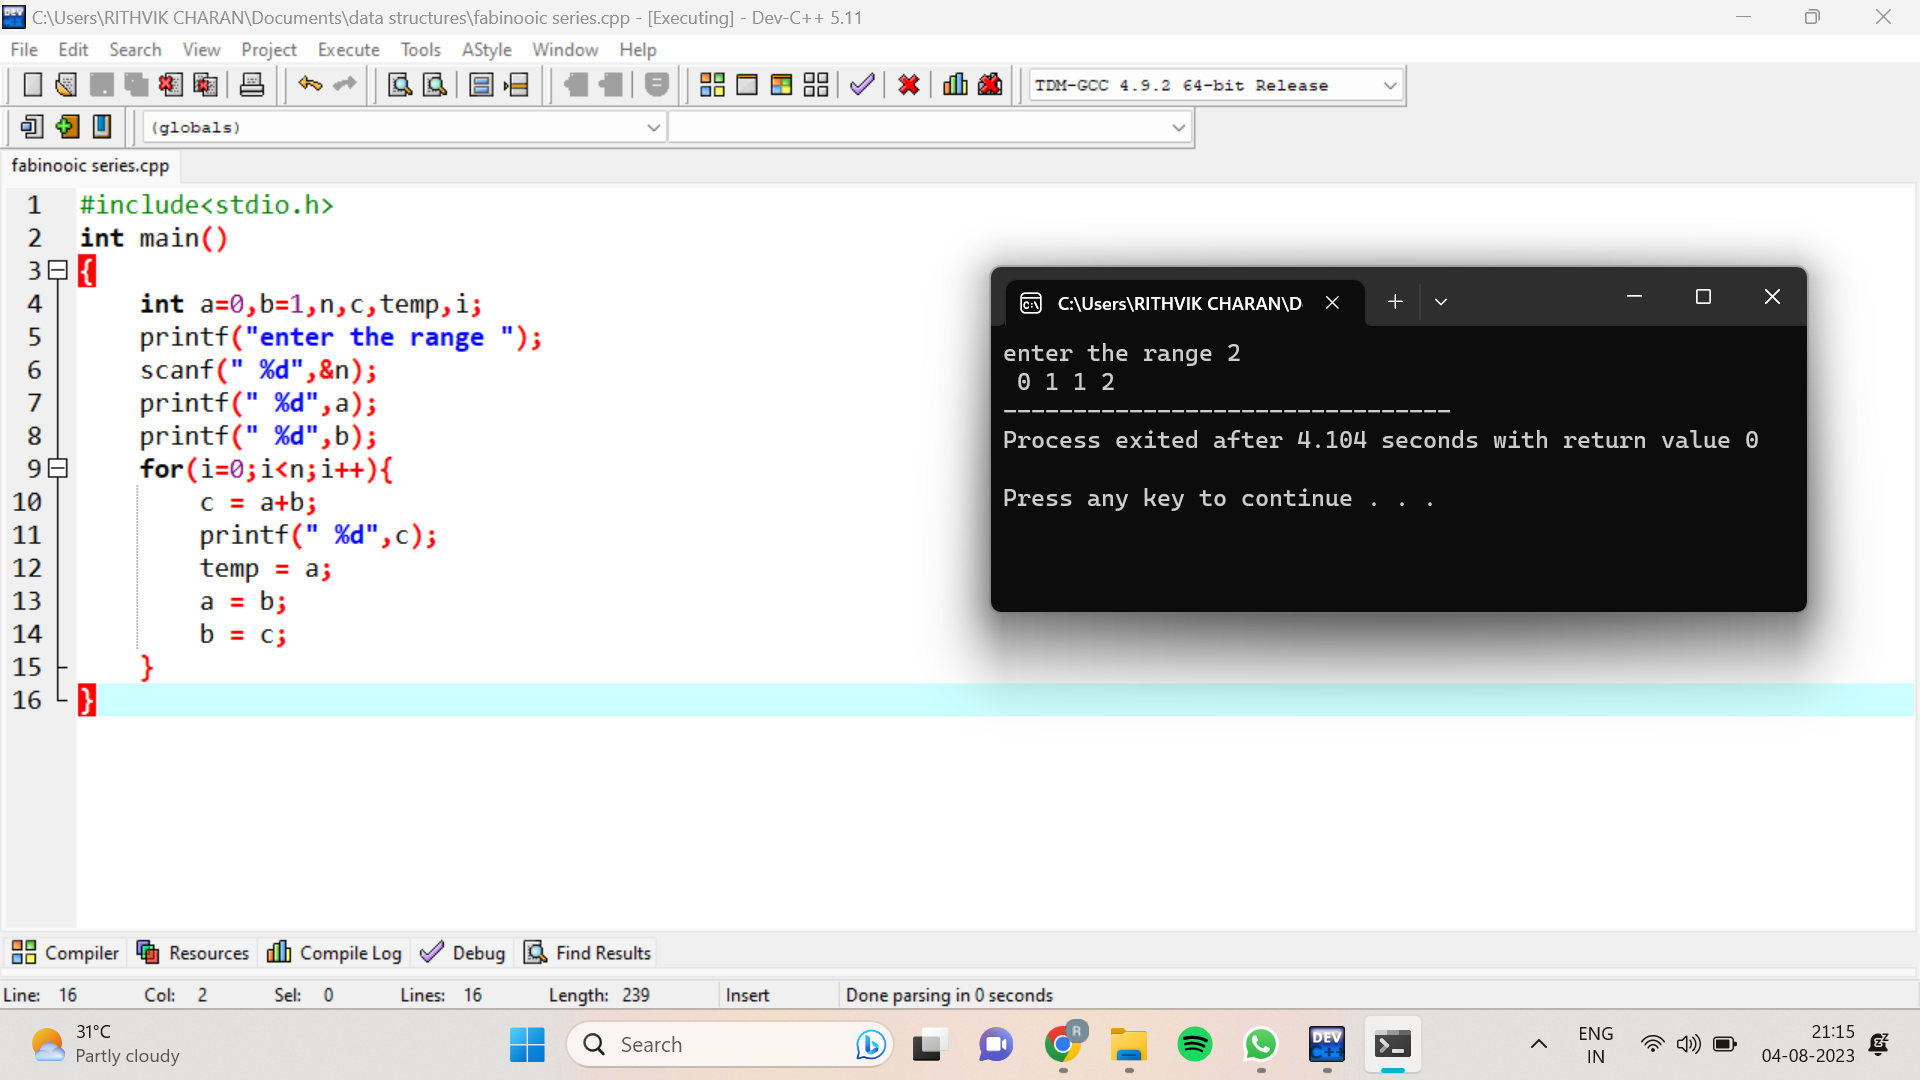 C:\Users\RITHVIK CHARAN\Documents\data structures\fabinooic series.cpp - [Executing] - Dev-C++ 5.11
File Edit Search View Project Execute Tools AStyle Window Help
TDM-GCC 4.9.2 64-bit Release
(globals)
fabinooic series.cpp
1 #include<stdio.h>
2 int main()
3 {
4 int a=0,b=1,n,c,temp,i;
5 printf("enter the range ");
6 scanf(" %d",&n);
7 printf(" %d",a);
8 printf(" %d",b);
9 for(i=0;i<n;i++){
10 c = a+b;
11 printf(" %d",c);
12 temp = a;
13 a = b;
14 b = c;
15 }
16 }
C:\Users\RITHVIK CHARAN\D
enter the range 2
0 1 1 2
--------------------------------
Process exited after 4.104 seconds with return value 0
Press any key to continue . . .
Compiler Resources Compile Log Debug Find Results
Line: 16 Col: 2 Sel: 0 Lines: 16 Length: 239 Insert Done parsing in 0 seconds
31°C
Partly cloudy
Search
R
DEV
C++
ENG
IN
21:15
04-08-2023